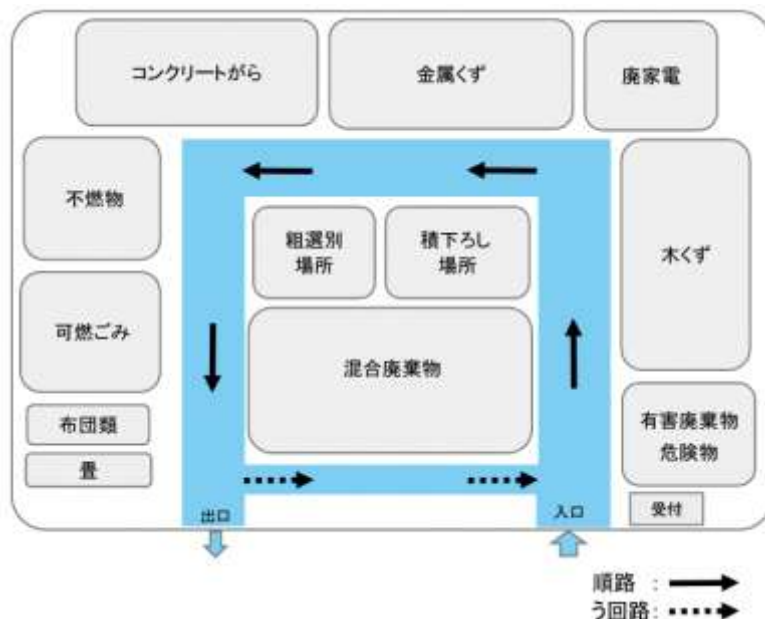 コンクリートがら
金属くず
廃家電
不燃物
粗選別
場所
積下ろし
場所
木くず
可燃ごみ
混合廃棄物
布団類
畳
有害廃棄物
危険物
出口
入口
受付
順路 :
う回路: